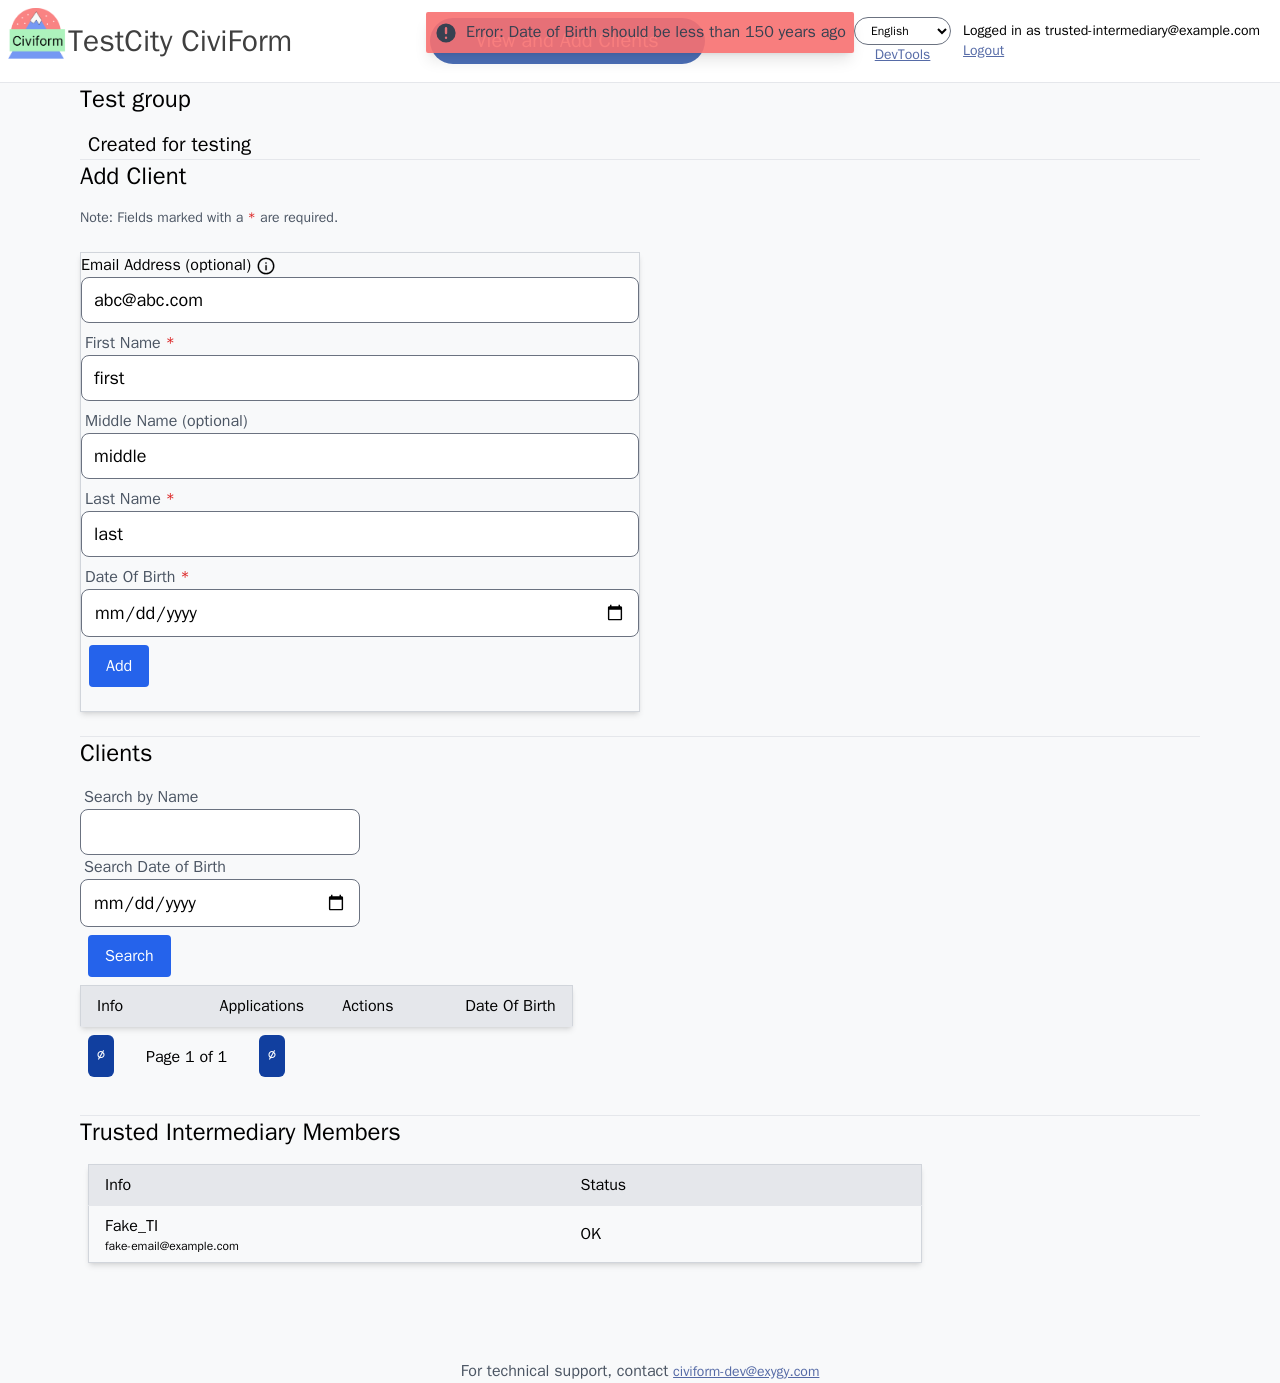 Civiform
TestCity CiviForm
View and Add Clients
Error: Date of Birth should be less than 150 years ago
English
DevTools
Logged in as trusted-intermediary@example.com
Logout
Test group
Created for testing
Add Client
Note: Fields marked with a * are required.
Email Address (optional)
abc@abc.com
First Name *
first
Middle Name (optional)
middle
Last Name *
last
Date Of Birth *
mm/dd/yyyy
Add
Clients
Search by Name
Search Date of Birth
mm/dd/yyyy
Search
Info Applications Actions Date Of Birth
∅ Page 1 of 1 ∅
Trusted Intermediary Members
Info Status
Fake_TI OK
fake-email@example.com
For technical support, contact civiform-dev@exygy.com